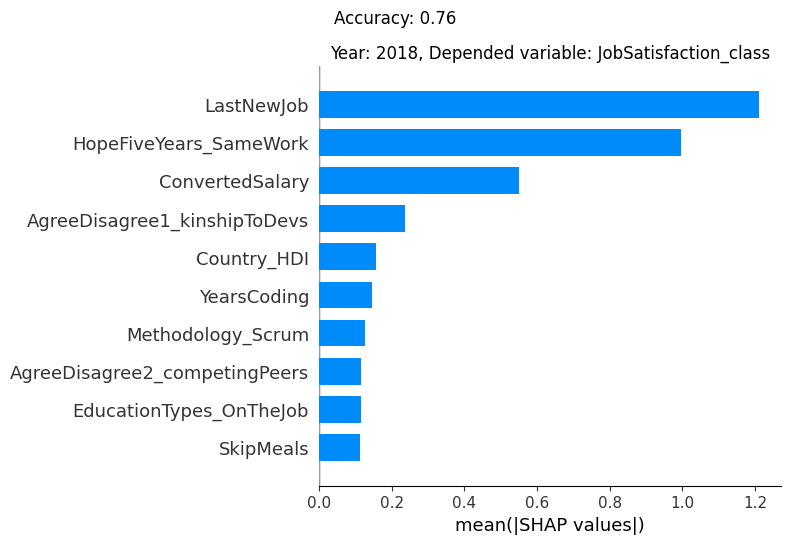 Accuracy: 0.76
Year: 2018, Depended variable: JobSatisfaction_class
LastNewJob
HopeFiveYears_SameWork
ConvertedSalary
AgreeDisagree1_kinshipToDevs
Country_HDI
YearsCoding
Methodology_Scrum
AgreeDisagree2_competingPeers
EducationTypes_OnTheJob
SkipMeals
0.0 0.2 0.4 0.6 0.8 1.0 1.2
mean(|SHAP values|)